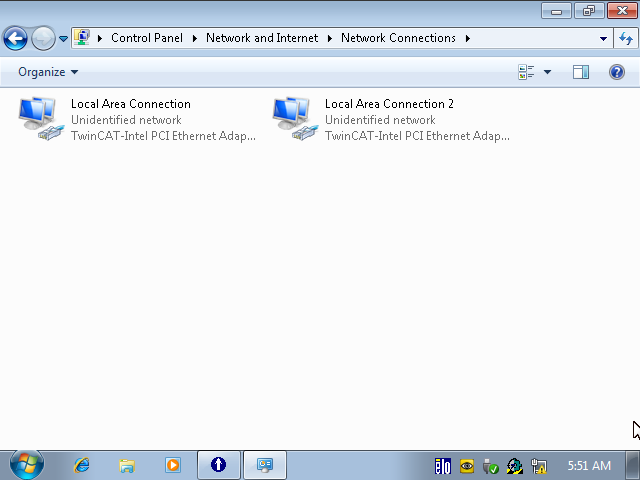 Control Panel Network and Internet Network Connections
Organize
Local Area Connection
Unidentified network
TwinCAT-Intel PCI Ethernet Adap...
Local Area Connection 2
Unidentified network
TwinCAT-Intel PCI Ethernet Adap...
elo
5:51 AM